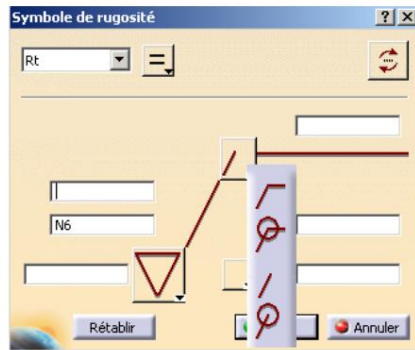 Symbole de rugosité
Rt
N6
Rétablir
Annuler